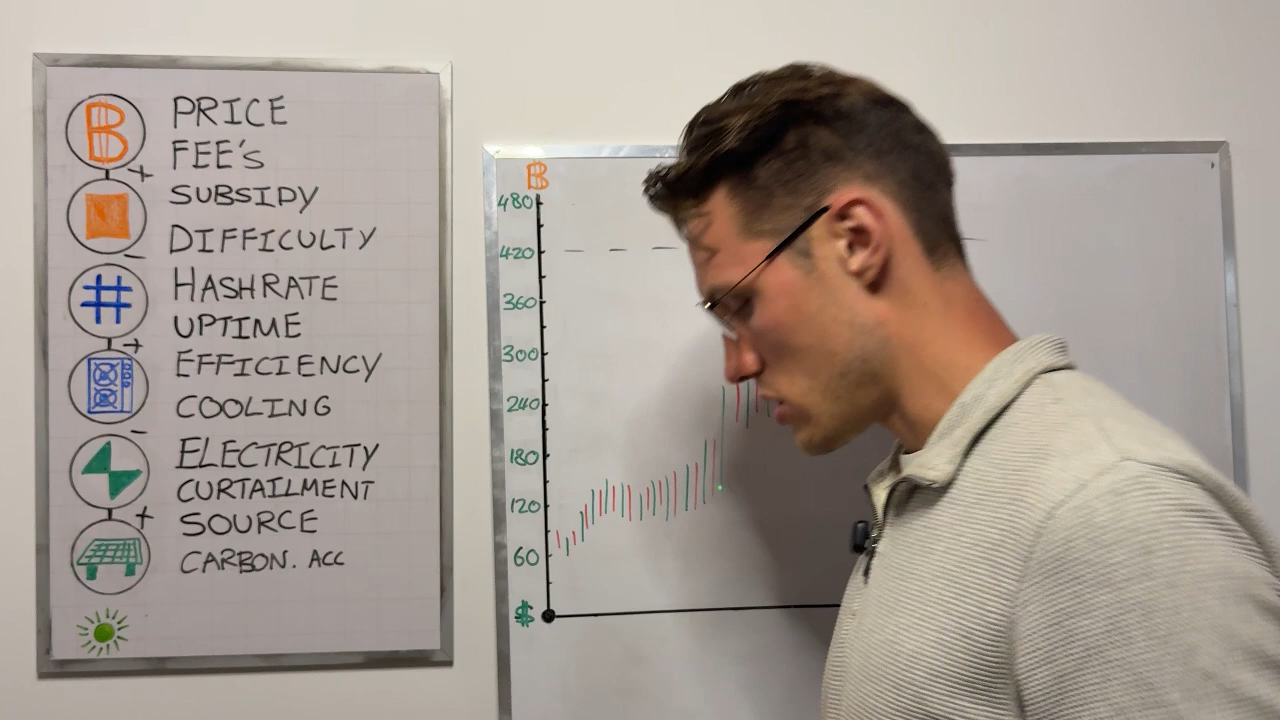 B
PRICE
FEE'S
+
SUBSIDY
DIFFICULTY
-
#
HASHRATE
UPTIME
+
EFFICIENCY
COOLING
-
ELECTRICITY
CURTAILMENT
+
SOURCE
CARBON. ACC
B
480
420
360
300
240
180
120
60
$